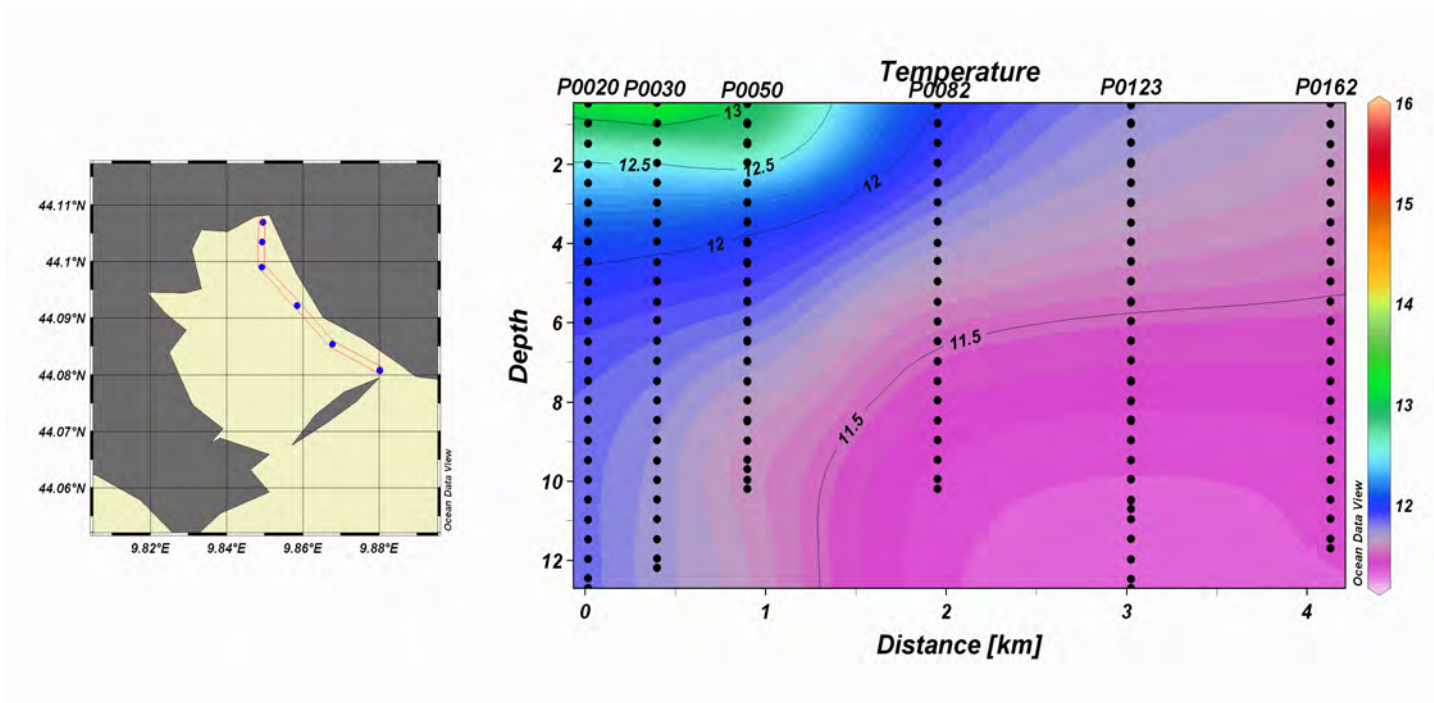 44.11°N
44.1°N
44.09°N
44.08°N
44.07°N
44.06°N
9.82°E 9.84°E 9.86°E 9.88°E
Ocean Data View
Temperature
P0020 P0030 P0050 P0082 P0123 P0162
Depth
2
4
6
8
10
12
13
12.5 12.5
12
12
11.5
11.5
0 1 2 3 4
Distance [km]
Ocean Data View
16
15
14
13
12